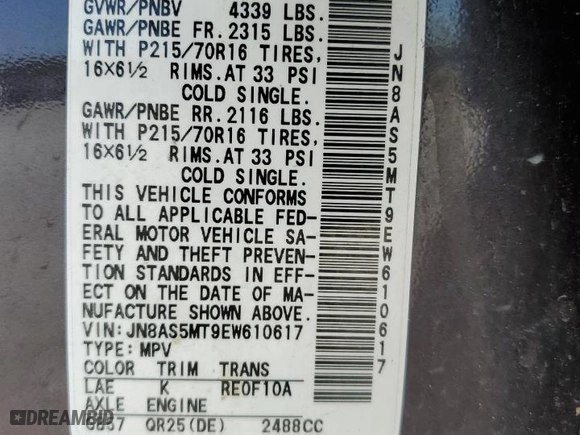 GVWR/PNBV 4339 LBS.
GAWR/PNBE FR. 2315 LBS.
WITH P215/70R16 TIRES,
16X6½ RIMS. AT 33 PSI
COLD SINGLE.
GAWR/PNBE RR. 2116 LBS.
WITH P215/70R16 TIRES,
16X6½ RIMS. AT 33 PSI
COLD SINGLE.
THIS VEHICLE CONFORMS
TO ALL APPLICABLE FED-
ERAL MOTOR VEHICLE SA-
FETY AND THEFT PREVEN-
TION STANDARDS IN EFF-
ECT ON THE DATE OF MA-
NUFACTURE SHOWN ABOVE.
VIN: JN8AS5MT9EW610617
TYPE: MPV
COLOR TRIM TRANS
LAE K RE0F10A
AXLE ENGINE
GB37 QR25(DE) 2488CC
JN8AS5MT9EW610617
DREAMBID